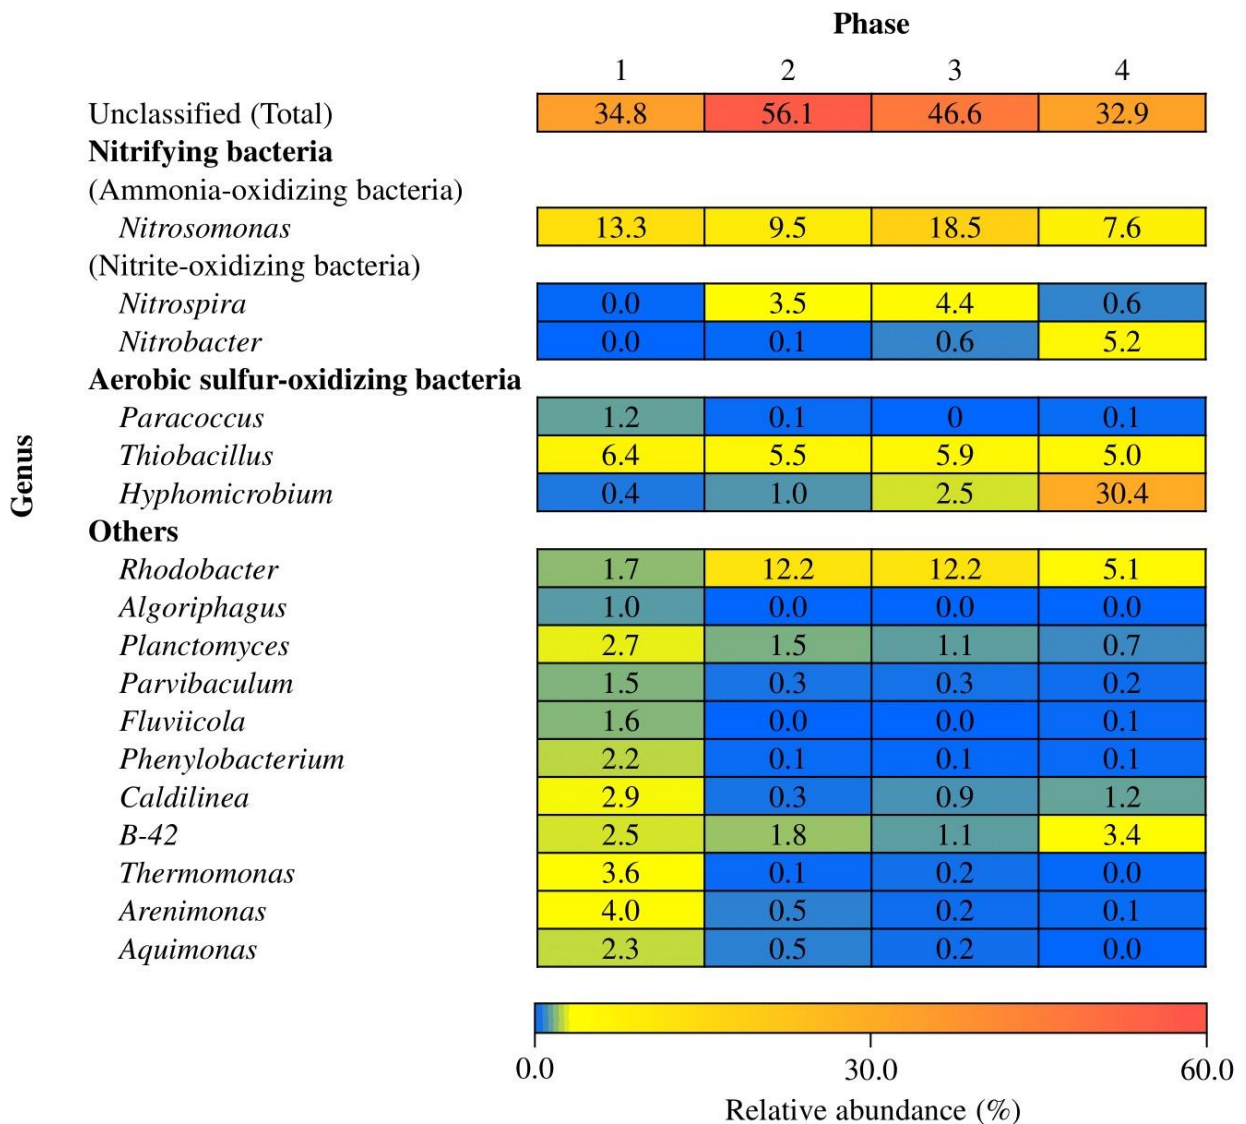 Phase
1 2 3 4
Unclassified (Total) 34.8 56.1 46.6 32.9
Nitrifying bacteria
(Ammonia-oxidizing bacteria)
Nitrosomonas 13.3 9.5 18.5 7.6
(Nitrite-oxidizing bacteria)
Nitrospira 0.0 3.5 4.4 0.6
Nitrobacter 0.0 0.1 0.6 5.2
Aerobic sulfur-oxidizing bacteria
Paracoccus 1.2 0.1 0 0.1
Thiobacillus 6.4 5.5 5.9 5.0
Hyphomicrobium 0.4 1.0 2.5 30.4
Genus
Others
Rhodobacter 1.7 12.2 12.2 5.1
Algoriphagus 1.0 0.0 0.0 0.0
Planctomyces 2.7 1.5 1.1 0.7
Parvibaculum 1.5 0.3 0.3 0.2
Fluviicola 1.6 0.0 0.0 0.1
Phenylobacterium 2.2 0.1 0.1 0.1
Caldilinea 2.9 0.3 0.9 1.2
B-42 2.5 1.8 1.1 3.4
Thermomonas 3.6 0.1 0.2 0.0
Arenimonas 4.0 0.5 0.2 0.1
Aquimonas 2.3 0.5 0.2 0.0
0.0 30.0 60.0
Relative abundance (%)